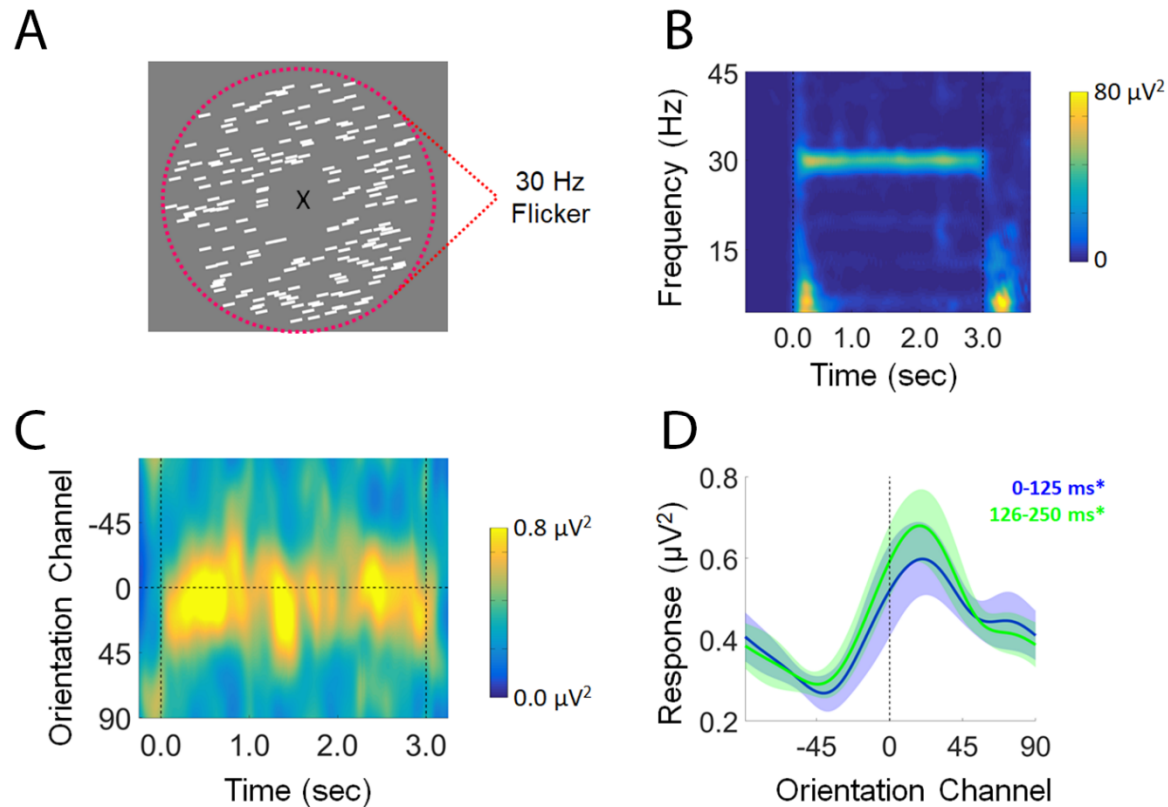 A
X
30 Hz
Flicker
B
Frequency (Hz)
45
30
15
0.0 1.0 2.0 3.0
Time (sec)
80 µV²
0
C
Orientation Channel
-45
0
45
90
0.0 1.0 2.0 3.0
Time (sec)
0.8 µV²
0.0 µV²
D
0-125 ms*
126-250 ms*
Response (µV²)
0.8
0.6
0.4
0.2
-45 0 45 90
Orientation Channel